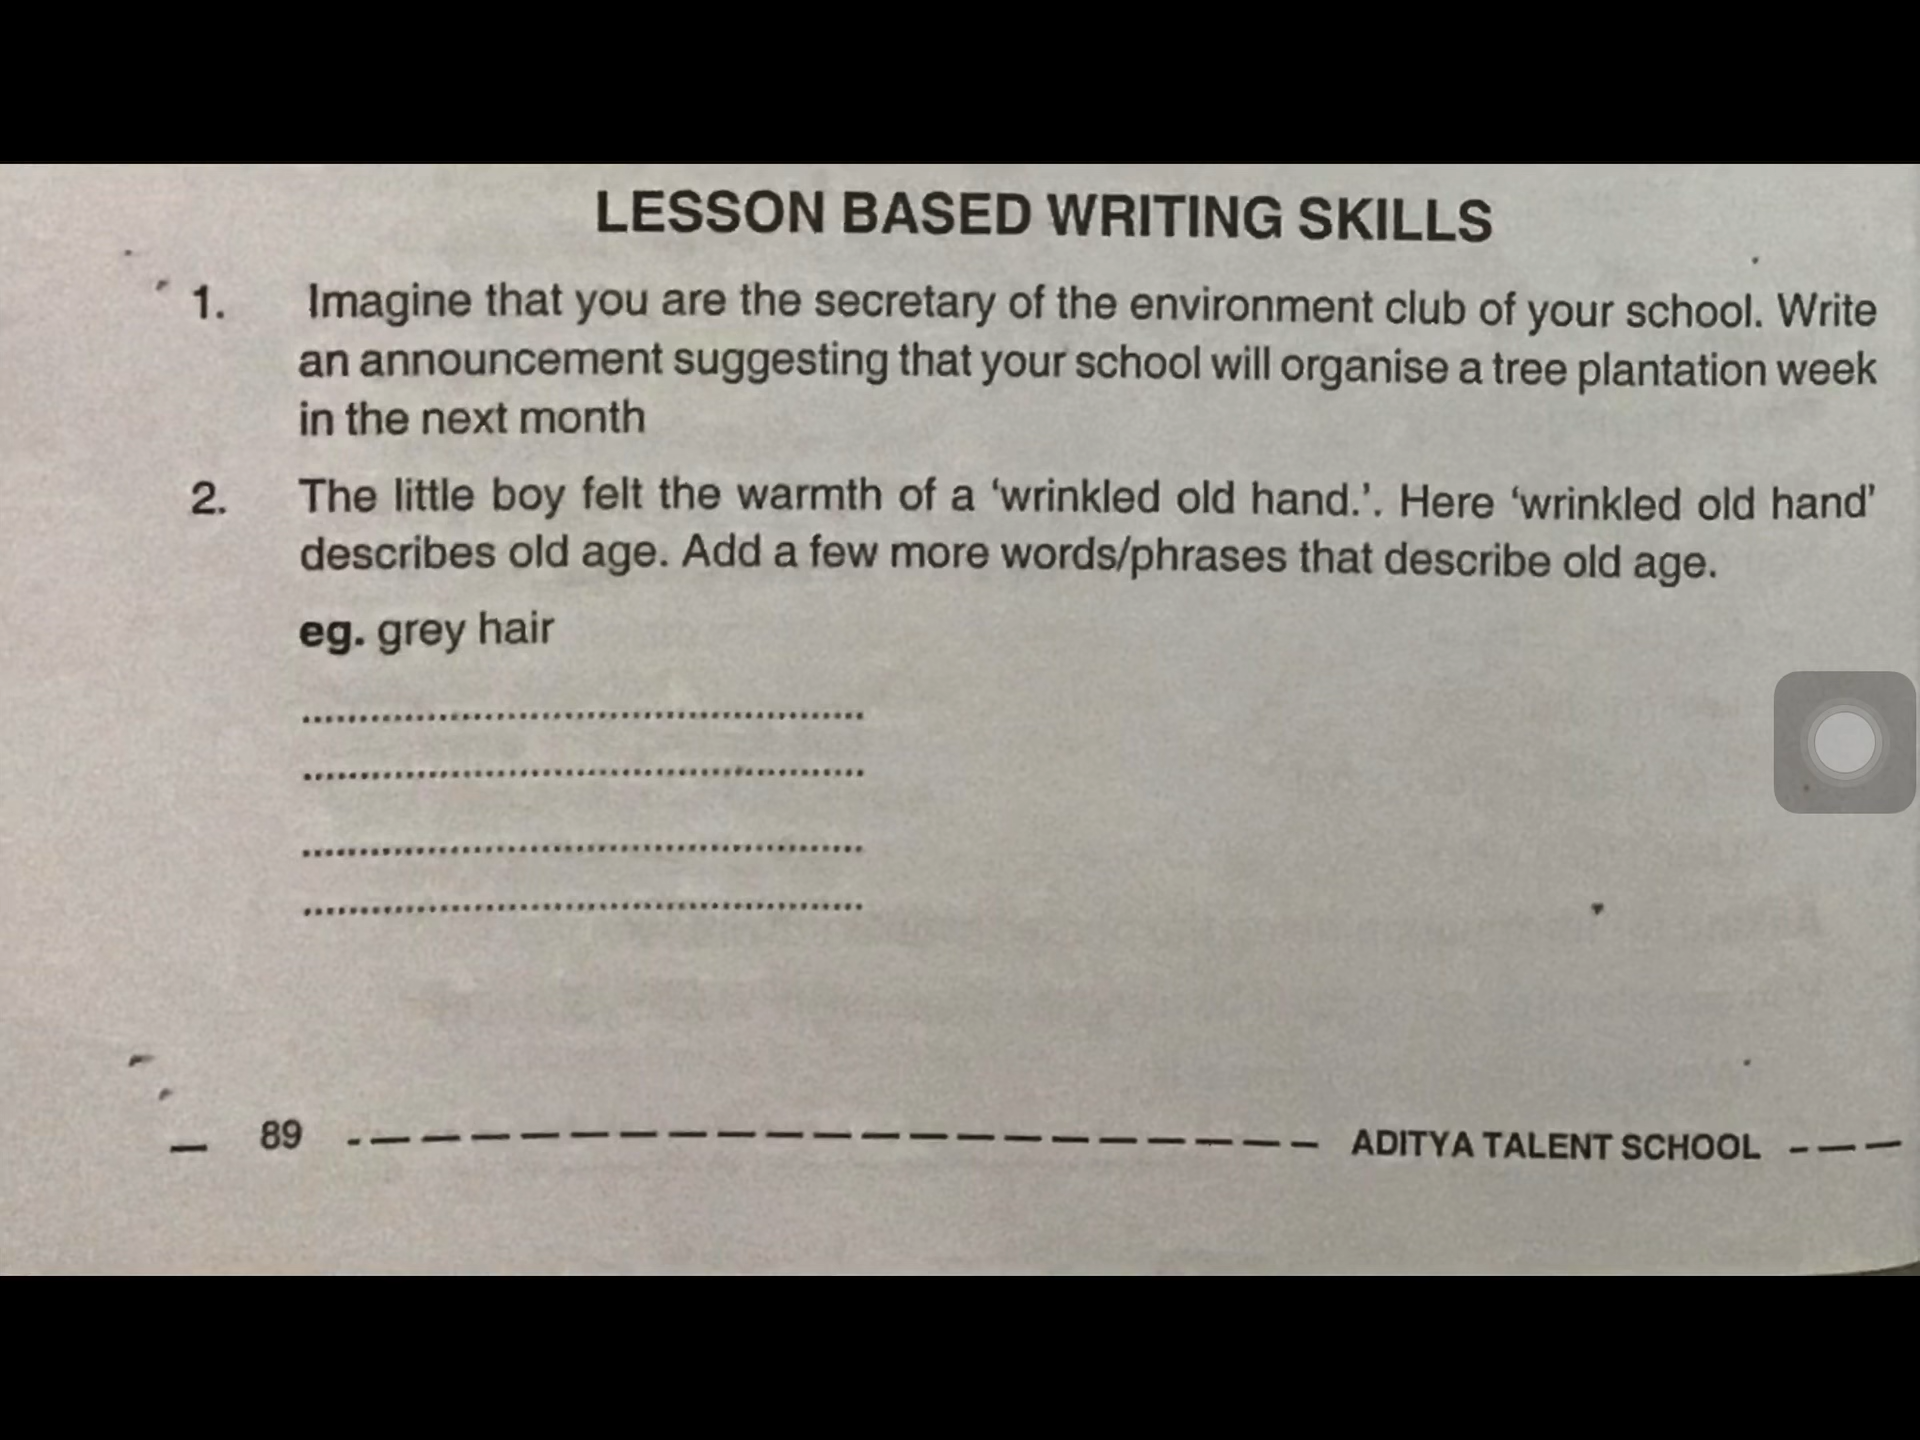 LESSON BASED WRITING SKILLS
1. Imagine that you are the secretary of the environment club of your school. Write
an announcement suggesting that your school will organise a tree plantation week
in the next month
2. The little boy felt the warmth of a ‘wrinkled old hand.’. Here ‘wrinkled old hand’
describes old age. Add a few more words/phrases that describe old age.
eg. grey hair
89 ADITYA TALENT SCHOOL